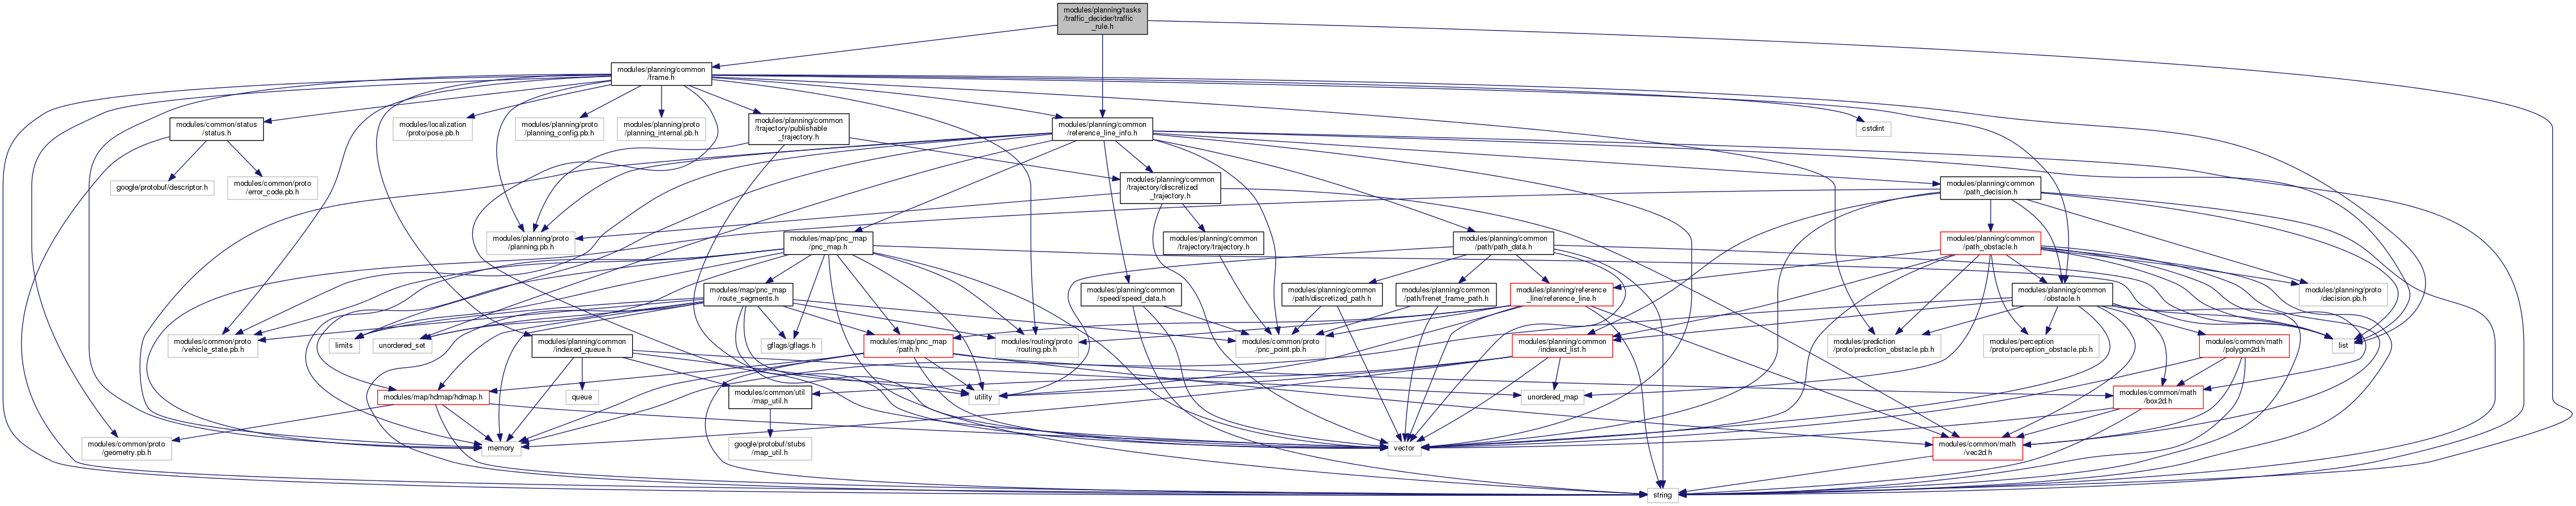 modules/planning/tasks
/traffic_decider/traffic
_rule.h
modules/planning/common
/frame.h
modules/common/status
/status.h
modules/localization
/proto/pose.pb.h
modules/planning/proto
/planning_config.pb.h
modules/planning/proto
/planning_internal.pb.h
modules/planning/common
/trajectory/publishable
_trajectory.h
modules/planning/common
/reference_line_info.h
cstdint
google/protobuf/descriptor.h
modules/common/proto
/error_code.pb.h
modules/planning/common
/trajectory/discretized
_trajectory.h
modules/planning/common
/path_decision.h
modules/planning/proto
/planning.pb.h
modules/map/pnc_map
/pnc_map.h
modules/planning/common
/trajectory/trajectory.h
modules/planning/common
/path/path_data.h
modules/planning/common
/path_obstacle.h
modules/map/pnc_map
/route_segments.h
modules/planning/common
/speed/speed_data.h
modules/planning/common
/path/discretized_path.h
modules/planning/common
/path/frenet_frame_path.h
modules/planning/reference
_line/reference_line.h
modules/planning/common
/obstacle.h
modules/planning/proto
/decision.pb.h
modules/common/proto
/vehicle_state.pb.h
limits
unordered_set
modules/planning/common
/indexed_queue.h
gflags/gflags.h
modules/map/pnc_map
/path.h
modules/routing/proto
/routing.pb.h
modules/common/proto
/pnc_point.pb.h
modules/planning/common
/indexed_list.h
modules/prediction
/proto/prediction_obstacle.pb.h
modules/perception
/proto/perception_obstacle.pb.h
modules/common/math
/polygon2d.h
list
modules/map/hdmap/hdmap.h
queue
modules/common/util
/map_util.h
utility
unordered_map
modules/common/math
/box2d.h
modules/common/proto
/geometry.pb.h
memory
google/protobuf/stubs
/map_util.h
vector
modules/common/math
/vec2d.h
string